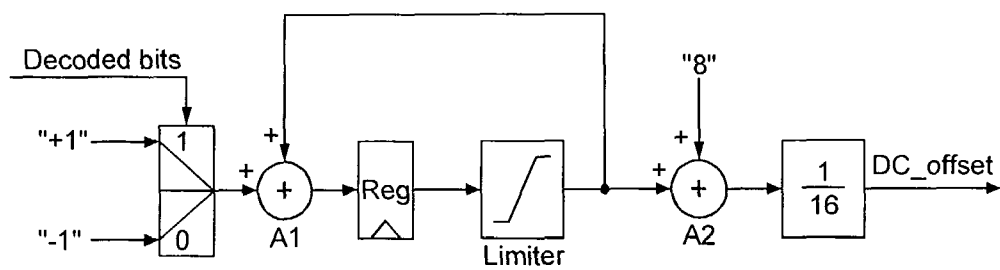 Decoded bits
"8"
"+1"
1
+
+
+
+
1
16
DC_offset
+
Reg
+
"-1"
0
A1
Limiter
A2